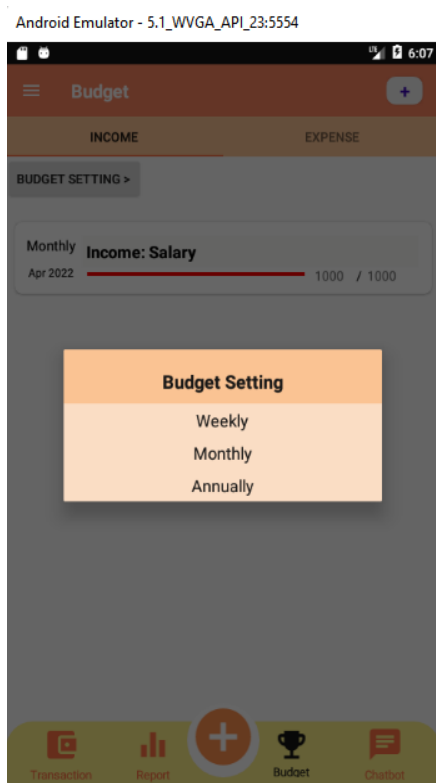 Android Emulator - 5.1_WVGA_API_23:5554
6:07
Budget
+
INCOME EXPENSE
BUDGET SETTING >
Monthly Income: Salary
Apr 2022 1000 / 1000
Budget Setting
Weekly
Monthly
Annually
Transaction Report Budget Chatbot